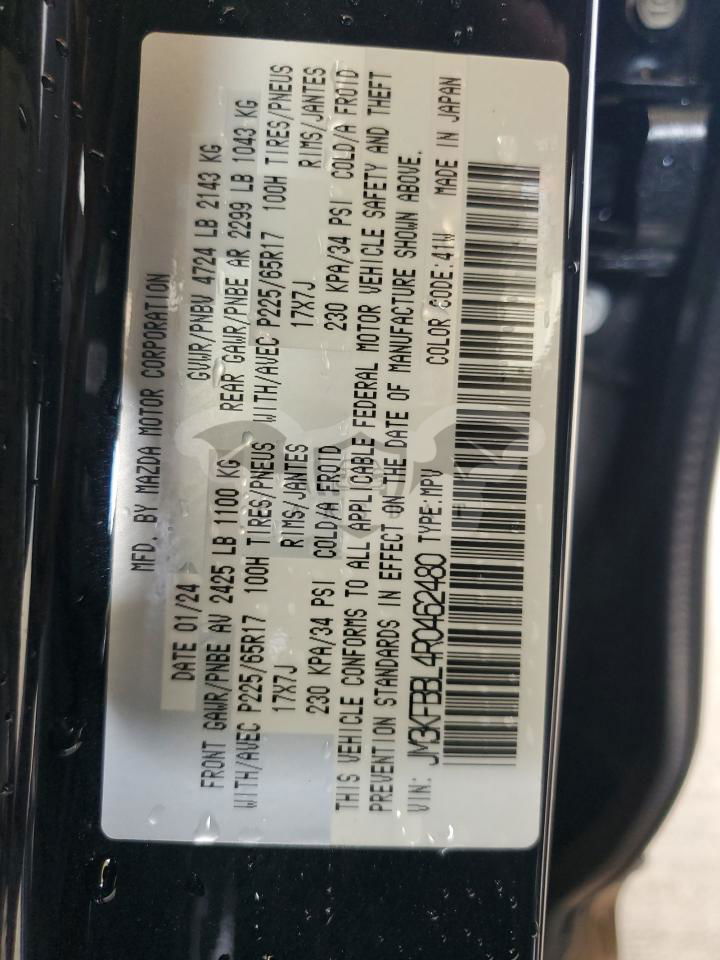 MFD. BY MAZDA MOTOR CORPORATION
DATE 01/24 GVWR/PNBV 4724 LB 2143 KG
FRONT GAWR/PNBE AV 2425 LB 1100 KG REAR GAWR/PNBE AR 2299 LB 1043 KG
WITH/AVEC P225/65R17 100H TIRES/PNEUS WITH/AVEC P225/65R17 100H TIRES/PNEUS
17X7J RIMS/JANTES 17X7J RIMS/JANTES
230 KPA/34 PSI COLD/A FROID 230 KPA/34 PSI COLD/A FROID
THIS VEHICLE CONFORMS TO ALL APPLICABLE FEDERAL MOTOR VEHICLE SAFETY AND THEFT
PREVENTION STANDARDS IN EFFECT ON THE DATE OF MANUFACTURE SHOWN ABOVE.
VIN: JM3KFBBL4R0462480 TYPE:MPV COLOR CODE:41W MADE IN JAPAN